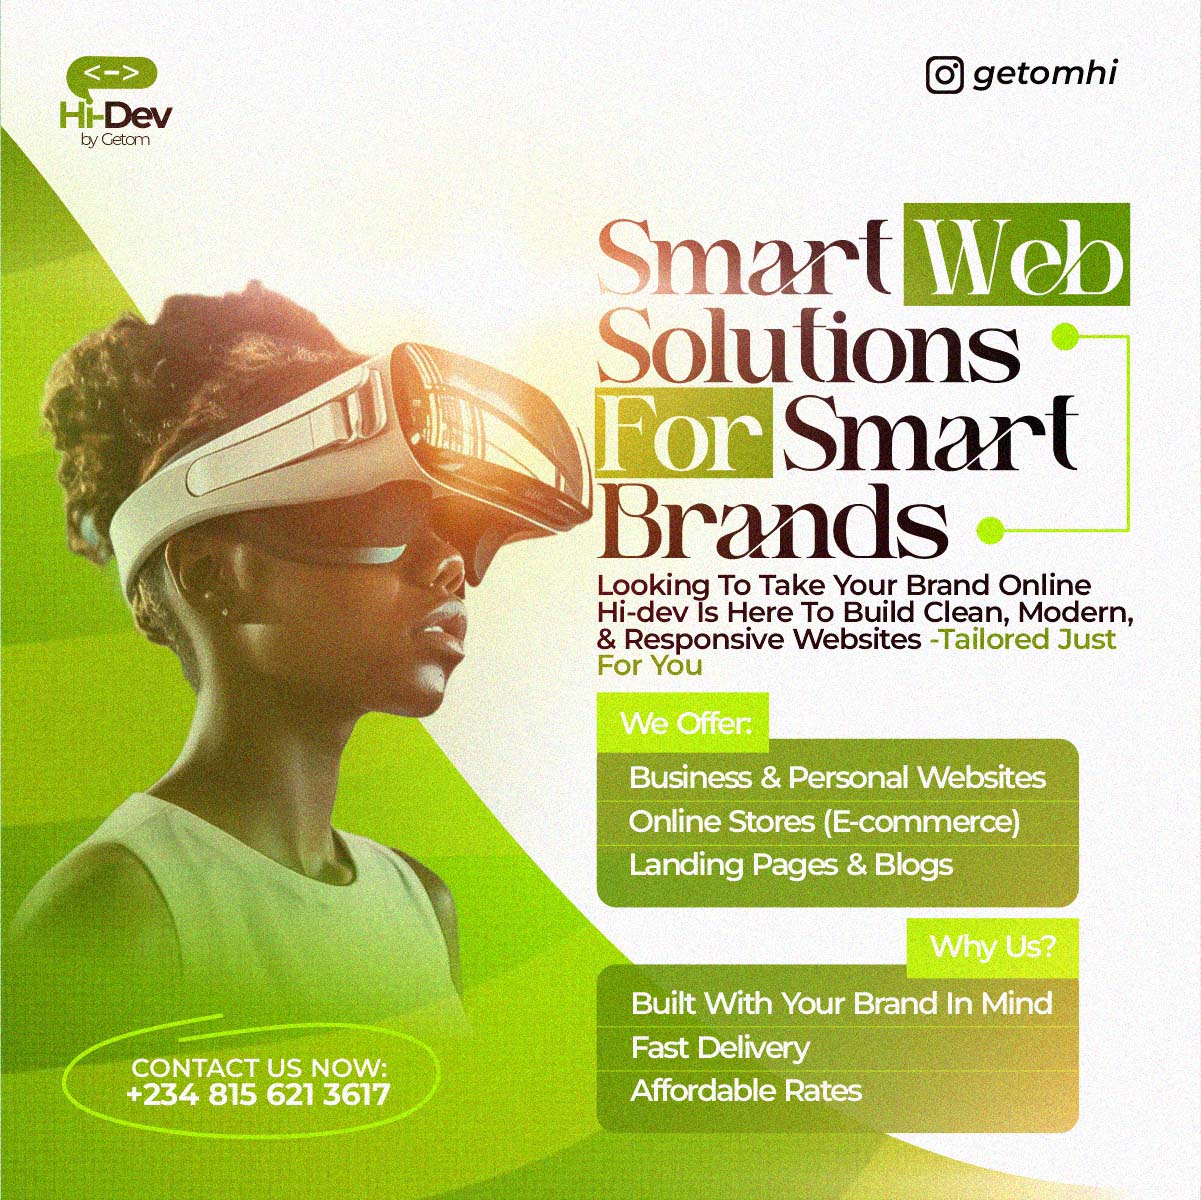 <->
Hi-Dev
by Getom
getomhi
Smart Web
Solutions
For Smart
Brands
Looking To Take Your Brand Online
Hi-dev Is Here To Build Clean, Modern,
& Responsive Websites -Tailored Just
For You
We Offer:
Business & Personal Websites
Online Stores (E-commerce)
Landing Pages & Blogs
Why Us?
Built With Your Brand In Mind
Fast Delivery
Affordable Rates
CONTACT US NOW:
+234 815 621 3617